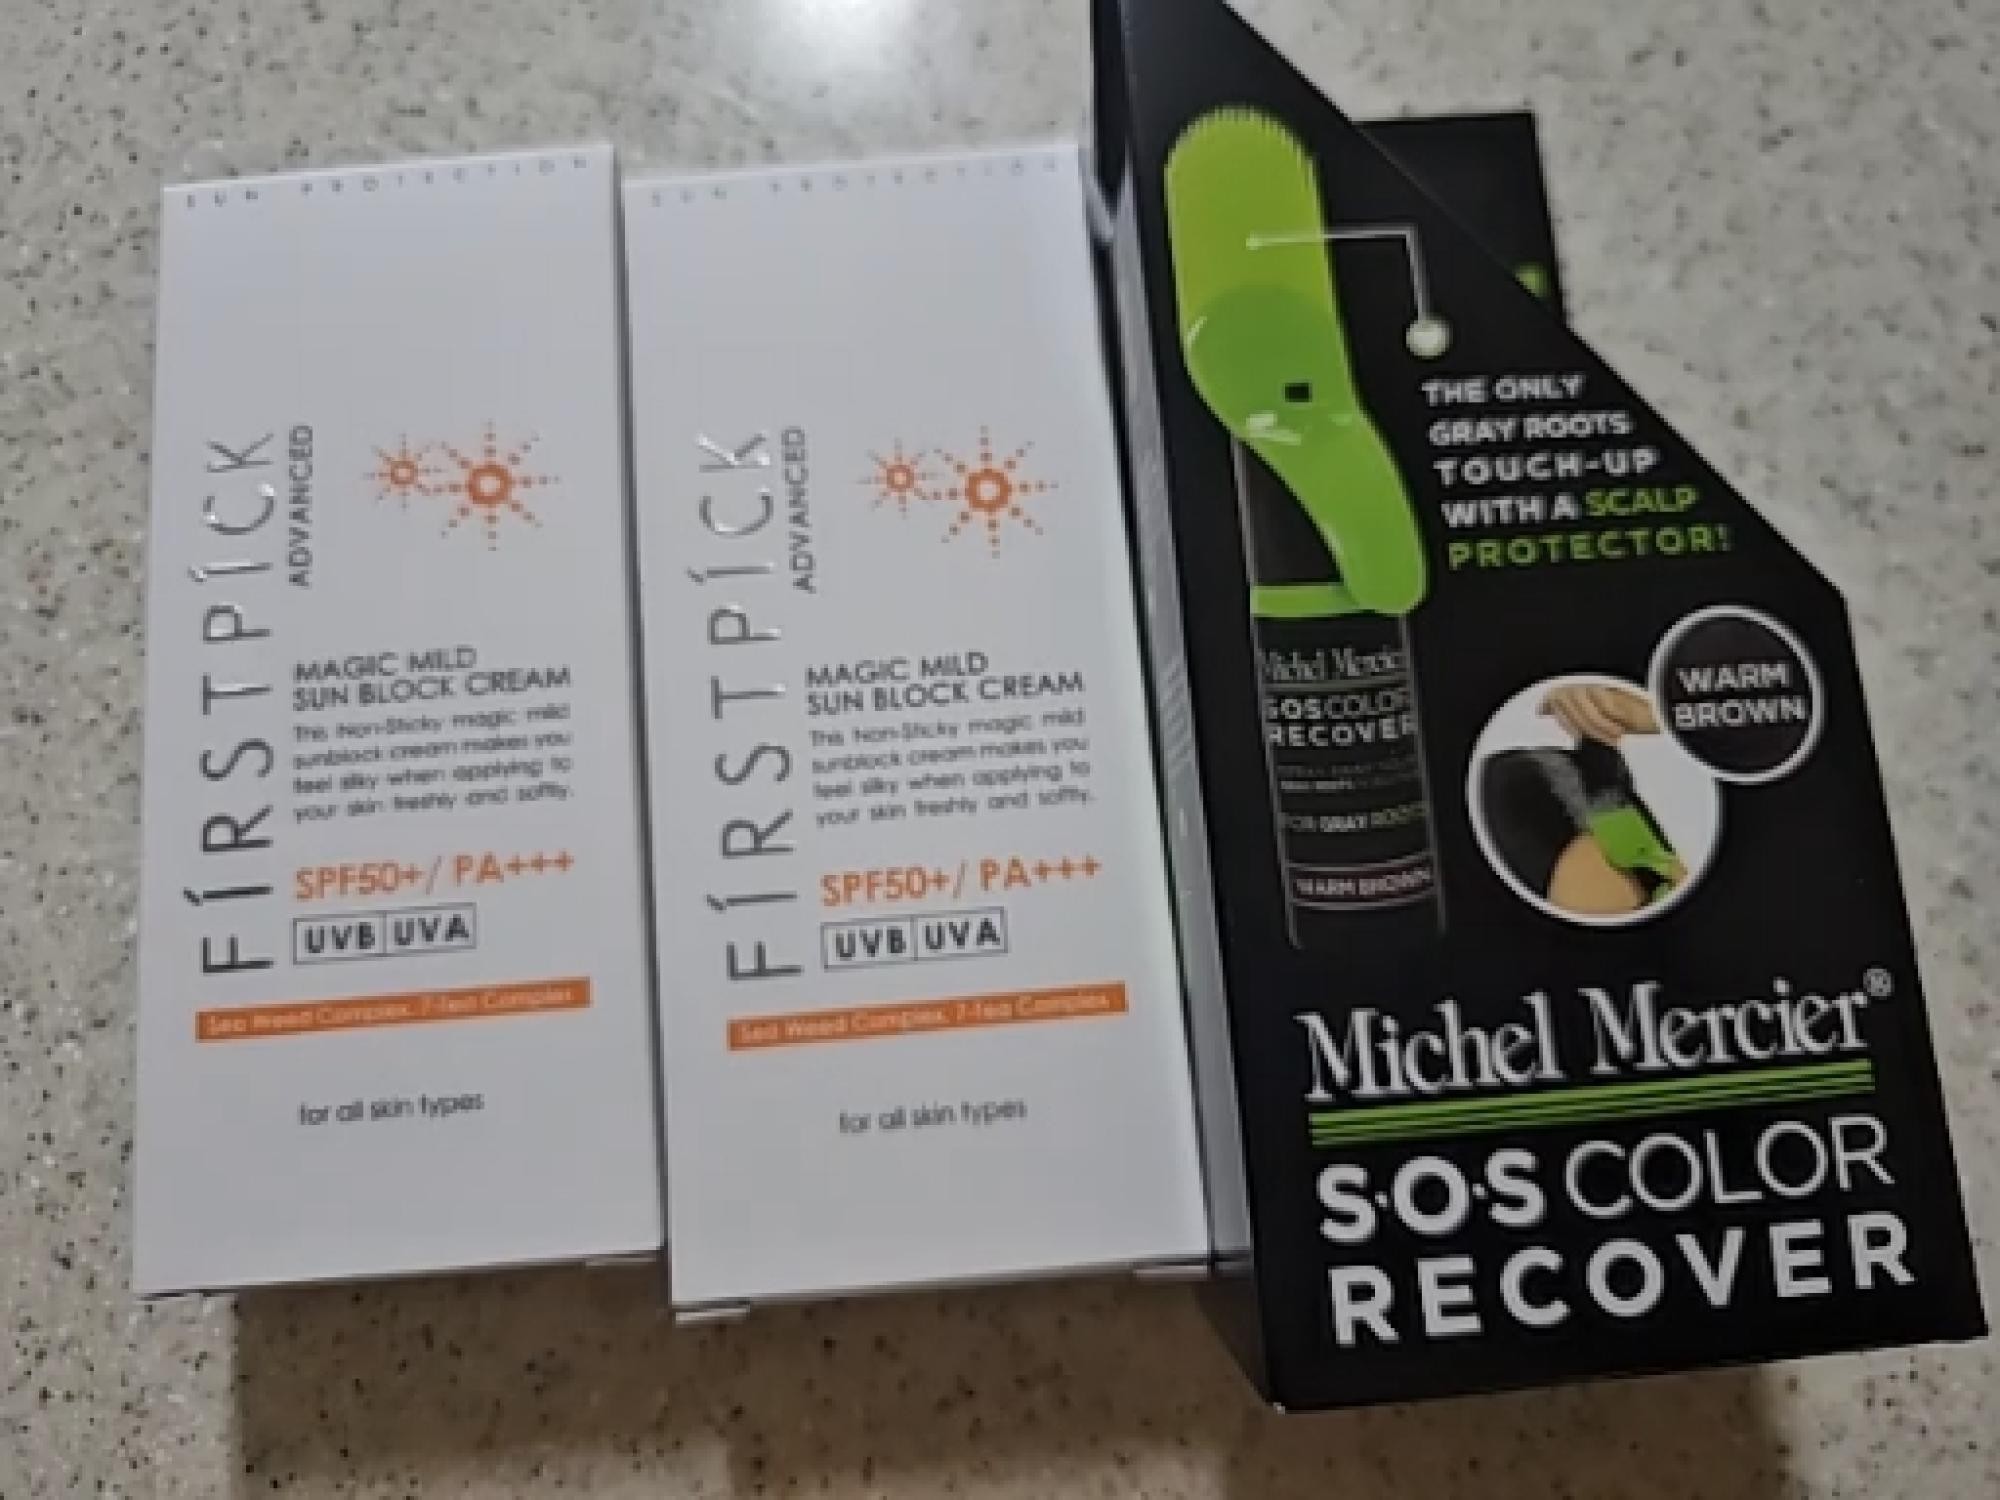 SUN PROTECTION
FÍRSTPÍCK
ADVANCED
MAGIC MILD
SUN BLOCK CREAM
This Non-Sticky magic mild
sunblock cream makes you
feel silky when applying to
your skin freshly and softly.
SPF50+/ PA+++
UVB UVA
Sea Weed Complex, 7-Tea Complex
for all skin types
SUN PROTECTION
FÍRSTPÍCK
ADVANCED
MAGIC MILD
SUN BLOCK CREAM
This Non-Sticky magic mild
sunblock cream makes you
feel silky when applying to
your skin freshly and softly.
SPF50+/ PA+++
UVB UVA
Sea Weed Complex, 7-Tea Complex
for all skin types
THE ONLY
GRAY ROOTS
TOUCH-UP
WITH A SCALP
PROTECTOR!
WARM
BROWN
Michel Mercier
SOS COLOR
RECOVER
FOR GRAY ROOTS
WARM BROWN
Michel Mercier®
S·O·S COLOR
RECOVER